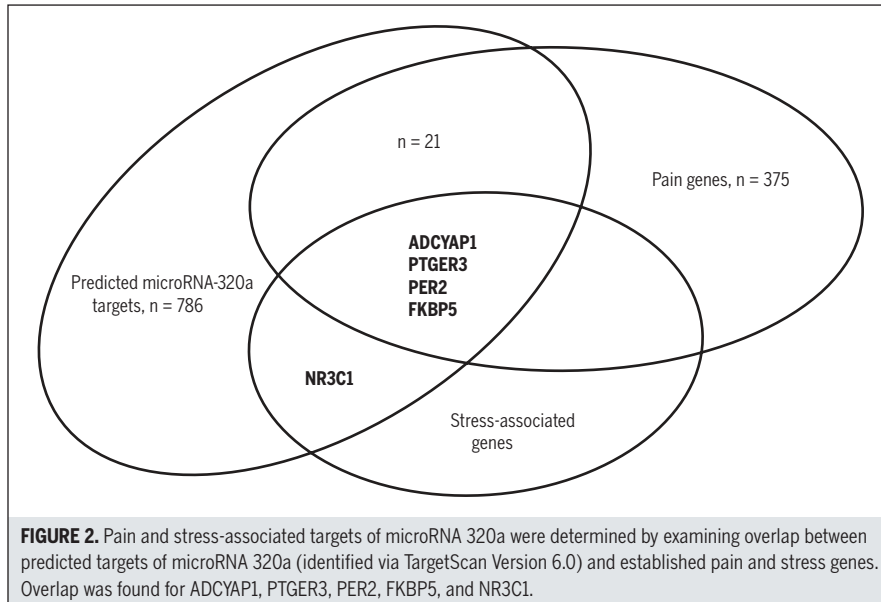 n = 21
Pain genes, n = 375
ADCYAP1
PTGER3
PER2
FKBP5
Predicted microRNA-320a
targets, n = 786
NR3C1
Stress-associated
genes
FIGURE 2. Pain and stress-associated targets of microRNA 320a were determined by examining overlap between
predicted targets of microRNA 320a (identified via TargetScan Version 6.0) and established pain and stress genes.
Overlap was found for ADCYAP1, PTGER3, PER2, FKBP5, and NR3C1.